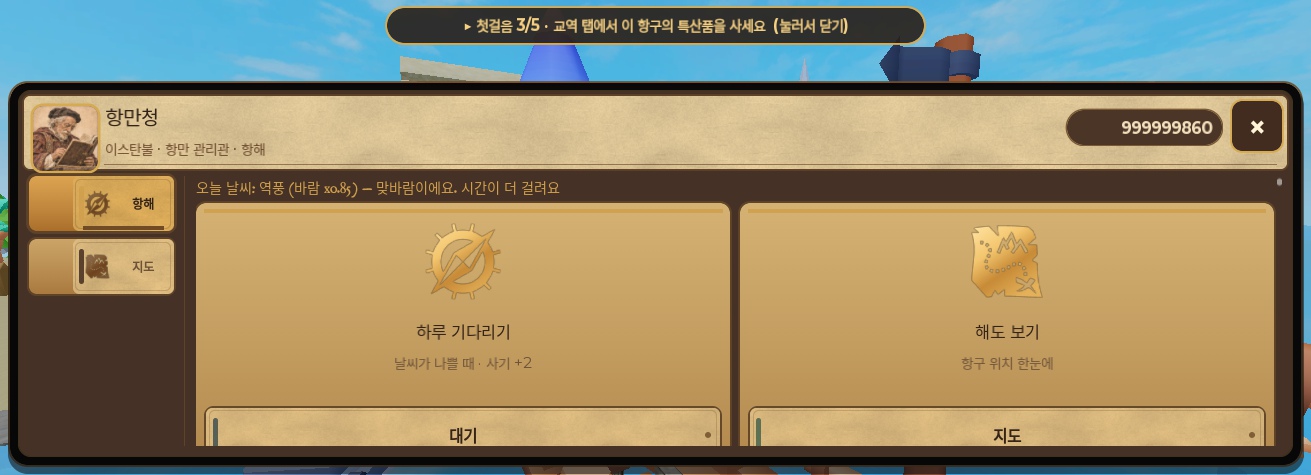 ▸ 첫걸음 3/5 · 교역 탭에서 이 항구의 특산품을 사세요 (눌러서 닫기)
항만청
이스탄불 · 항만 관리관 · 항해
999999860
×
항해
지도
오늘 날씨: 역풍 (바람 x0.85) — 맞바람이에요. 시간이 더 걸려요
하루 기다리기
날씨가 나쁠 때 · 사기 +2
대기
해도 보기
항구 위치 한눈에
지도